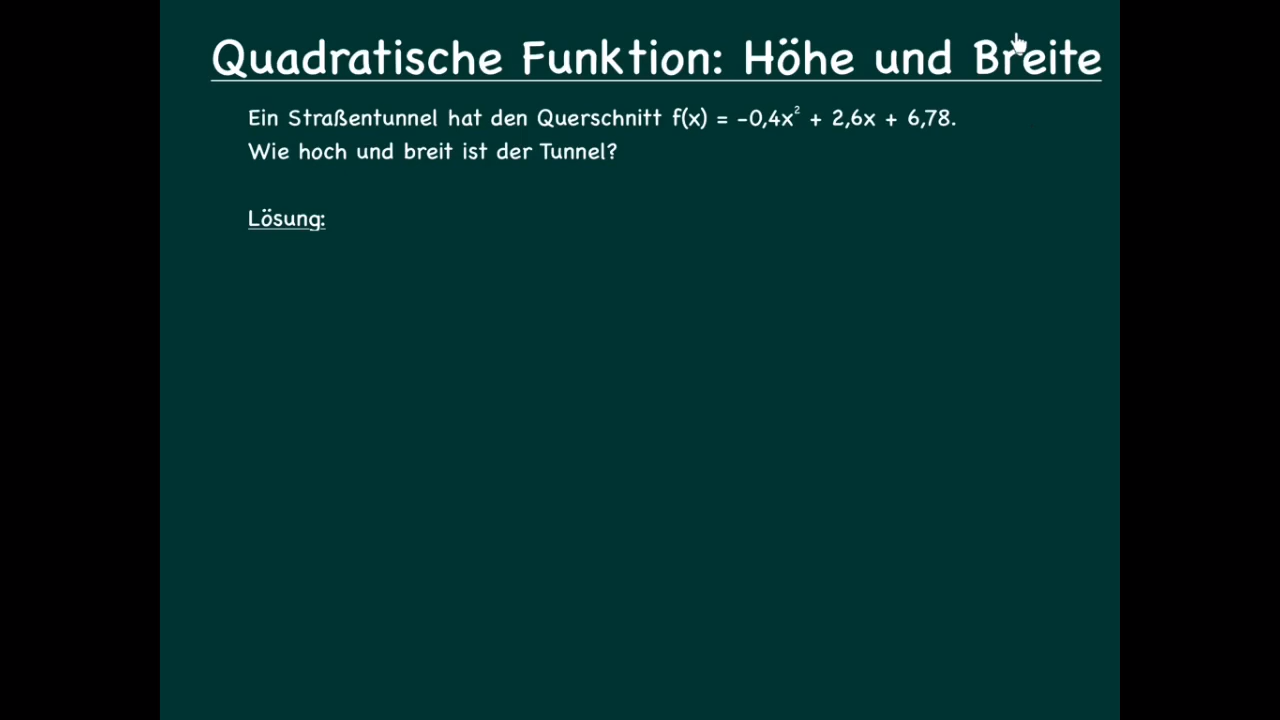 Quadratische Funktion: Höhe und Breite
Ein Straßentunnel hat den Querschnitt f(x) = -0,4x² + 2,6x + 6,78.
Wie hoch und breit ist der Tunnel?
Lösung: